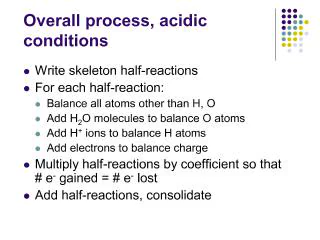 Overall process, acidic
conditions
Write skeleton half-reactions
For each half-reaction:
Balance all atoms other than H, O
Add H₂O molecules to balance O atoms
Add H⁺ ions to balance H atoms
Add electrons to balance charge
Multiply half-reactions by coefficient so that
# e⁻ gained = # e⁻ lost
Add half-reactions, consolidate